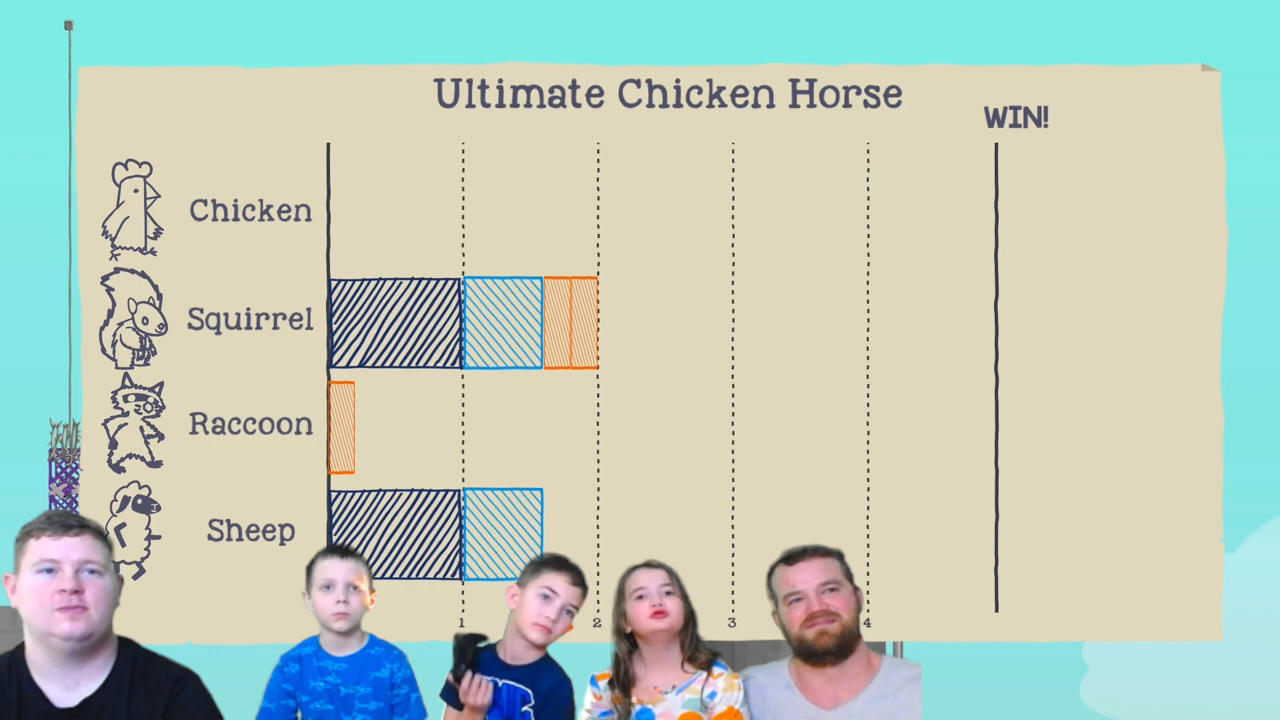 Ultimate Chicken Horse
WIN!
Chicken
Squirrel
Raccoon
Sheep
1 2 3 4